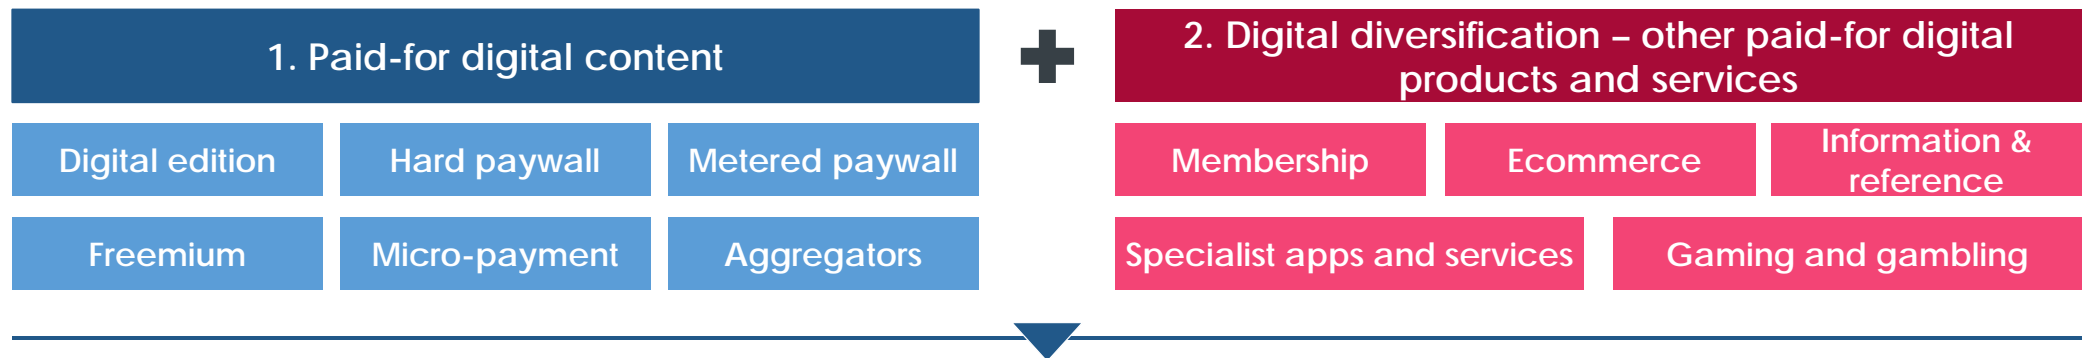 1. Paid-for digital content
2. Digital diversification – other paid-for digital
products and services
Digital edition
Hard paywall
Metered paywall
Freemium
Micro-payment
Aggregators
Membership
Ecommerce
Information &
reference
Specialist apps and services
Gaming and gambling